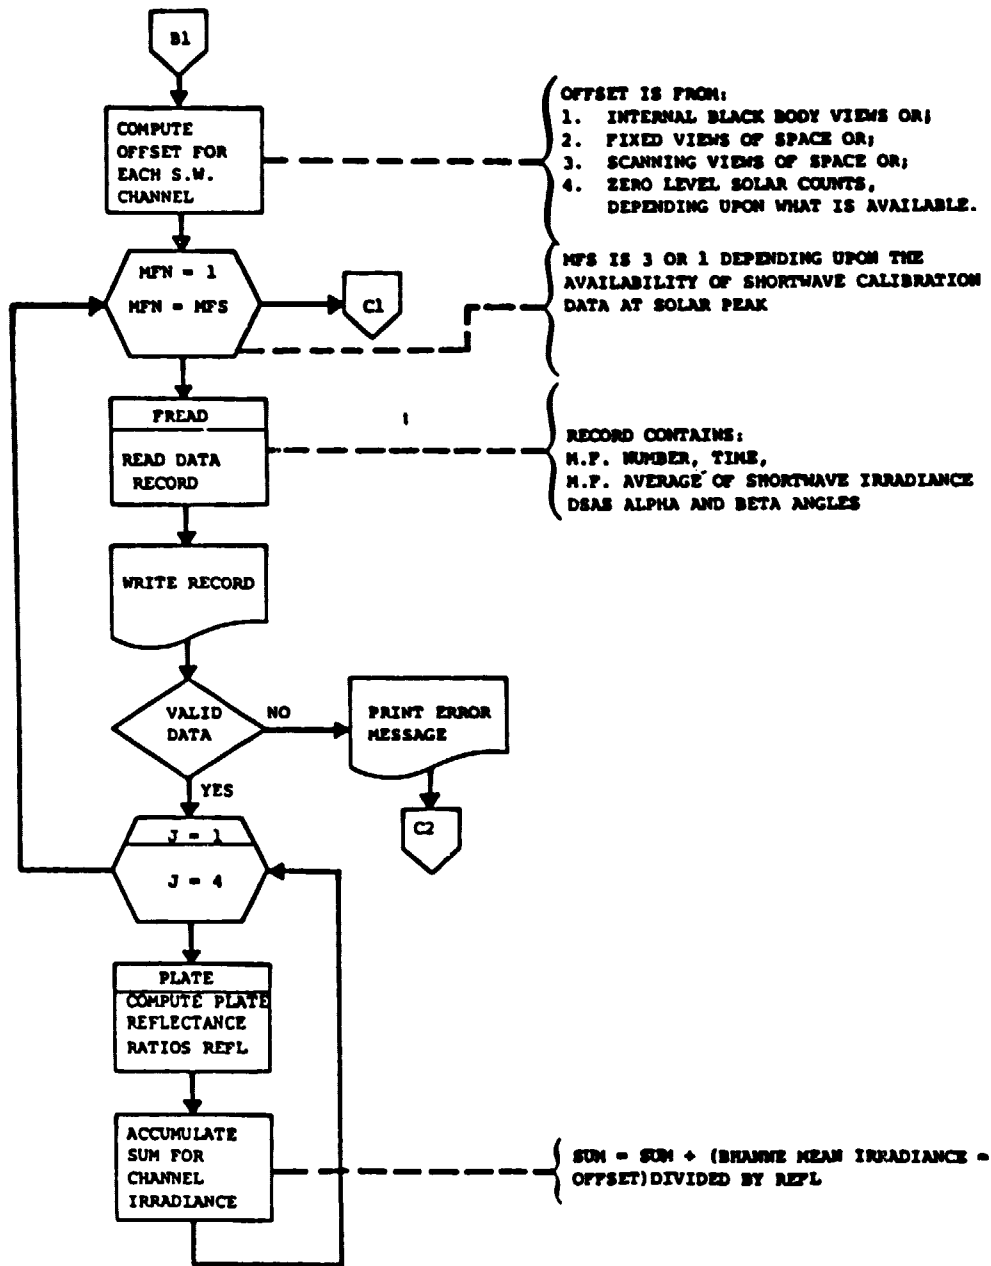 B1
COMPUTE
OFFSET FOR
EACH S.W.
CHANNEL
OFFSET IS FROM:
1. INTERNAL BLACK BODY VIEWS OR;
2. FIXED VIEWS OF SPACE OR;
3. SCANNING VIEWS OF SPACE OR;
4. ZERO LEVEL SOLAR COUNTS,
DEPENDING UPON WHAT IS AVAILABLE.
MFN = 1
MFN = MFS
C1
MFS IS 3 OR 1 DEPENDING UPON THE
AVAILABILITY OF SHORTWAVE CALIBRATION
DATA AT SOLAR PEAK
FREAD
READ DATA
RECORD
RECORD CONTAINS:
M.F. NUMBER, TIME,
M.F. AVERAGE OF SHORTWAVE IRRADIANCE
DSAS ALPHA AND BETA ANGLES
WRITE RECORD
VALID
DATA
NO
PRINT ERROR
MESSAGE
YES
C2
J = 1
J = 4
PLATE
COMPUTE PLATE
REFLECTANCE
RATIOS REFL
ACCUMULATE
SUM FOR
CHANNEL
IRRADIANCE
SUM = SUM + (MEAN IRRADIANCE -
OFFSET) DIVIDED BY REFL